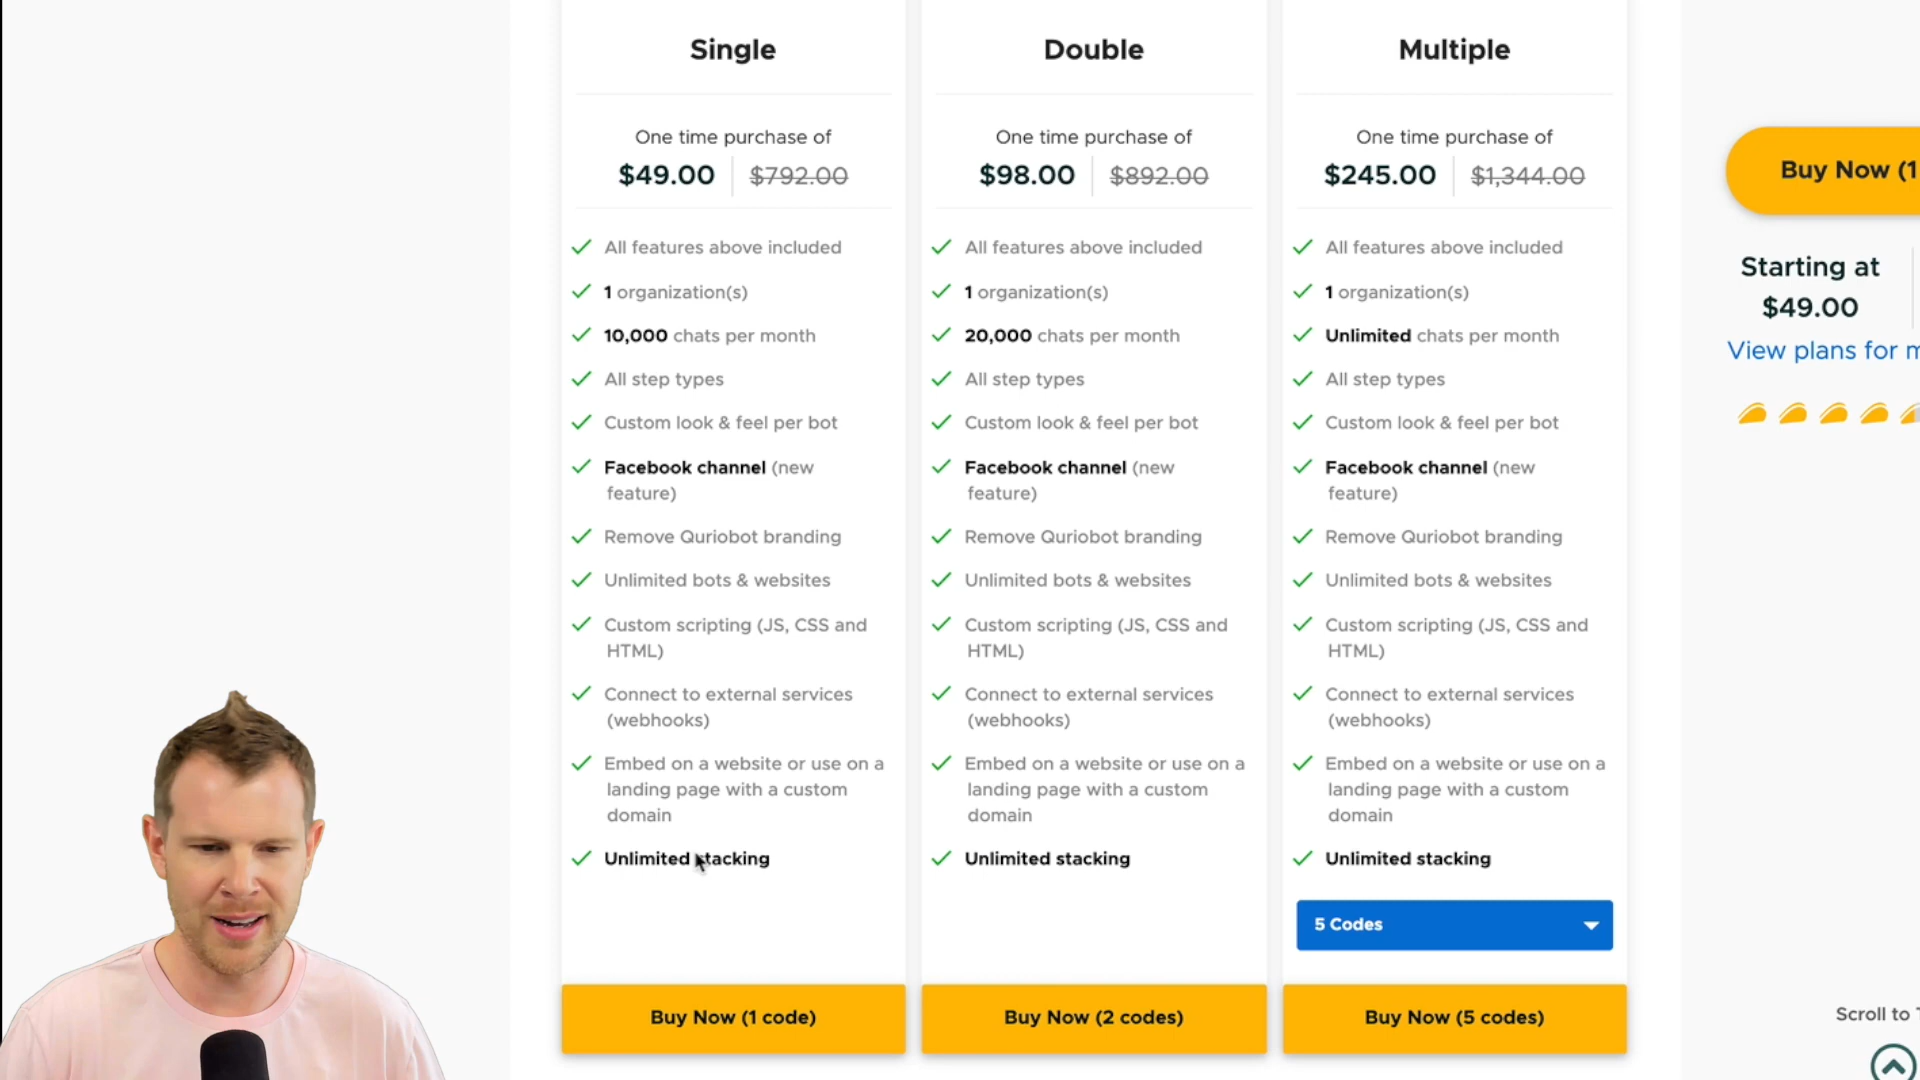 Single
One time purchase of
$49.00 $792.00
All features above included
1 organization(s)
10,000 chats per month
All step types
Custom look & feel per bot
Facebook channel (new
feature)
Remove Quriobot branding
Unlimited bots & websites
Custom scripting (JS, CSS and
HTML)
Connect to external services
(webhooks)
Embed on a website or use on a
landing page with a custom
domain
Unlimited stacking
Buy Now (1 code)
Double
One time purchase of
$98.00 $892.00
All features above included
1 organization(s)
20,000 chats per month
All step types
Custom look & feel per bot
Facebook channel (new
feature)
Remove Quriobot branding
Unlimited bots & websites
Custom scripting (JS, CSS and
HTML)
Connect to external services
(webhooks)
Embed on a website or use on a
landing page with a custom
domain
Unlimited stacking
Buy Now (2 codes)
Multiple
One time purchase of
$245.00 $1,344.00
All features above included
1 organization(s)
Unlimited chats per month
All step types
Custom look & feel per bot
Facebook channel (new
feature)
Remove Quriobot branding
Unlimited bots & websites
Custom scripting (JS, CSS and
HTML)
Connect to external services
(webhooks)
Embed on a website or use on a
landing page with a custom
domain
Unlimited stacking
5 Codes
Buy Now (5 codes)
Buy Now (1
Starting at
$49.00
View plans for
Scroll to